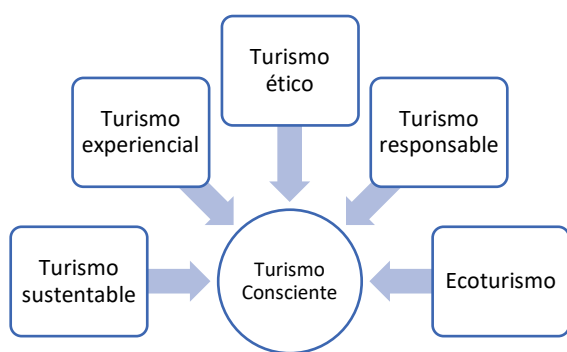 Turismo
ético
Turismo
experiencial
Turismo
responsable
Turismo
sustentable
Turismo
Consciente
Ecoturismo